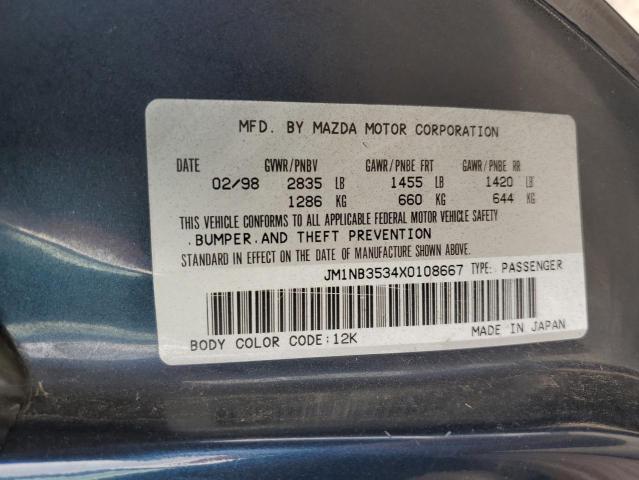 MFD. BY MAZDA MOTOR CORPORATION
DATE GVWR/PNBV GAWR/PNBE FRT GAWR/PNBE RR
02/98 2835 LB 1455 LB 1420 LB
1286 KG 660 KG 644 KG
THIS VEHICLE CONFORMS TO ALL APPLICABLE FEDERAL MOTOR VEHICLE SAFETY
, BUMPER, AND THEFT PREVENTION
STANDARD IN EFFECT ON THE DATE OF MANUFACTURE SHOWN ABOVE.
JM1NB3534X0108667 TYPE: PASSENGER
BODY COLOR CODE:12K MADE IN JAPAN